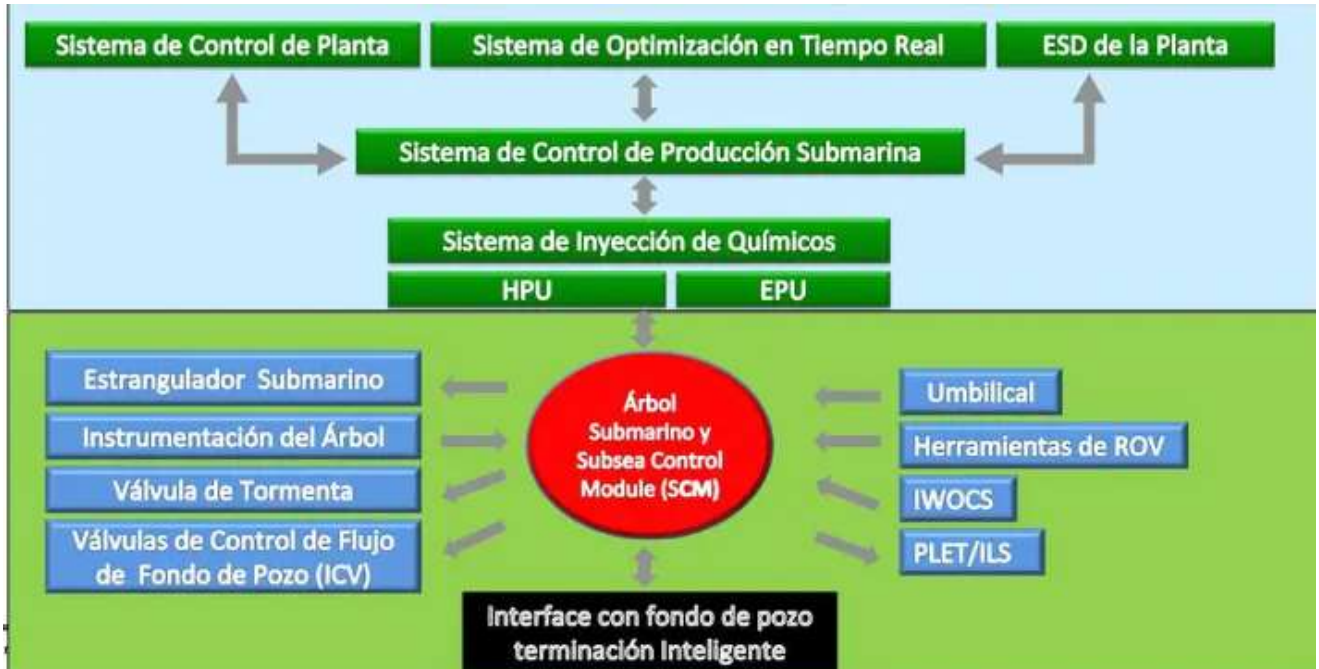 Sistema de Control de Planta
Sistema de Optimización en Tiempo Real
ESD de la Planta
Sistema de Control de Producción Submarina
Sistema de Inyección de Químicos
HPU
EPU
Estrangulador Submarino
Instrumentación del Árbol
Válvula de Tormenta
Válvulas de Control de Flujo
de Fondo de Pozo (ICV)
Árbol
Submarino y
Subsea Control
Module (SCM)
Umbilical
Herramientas de ROV
IWOCS
PLET/ILS
Interface con fondo de pozo
terminación Inteligente